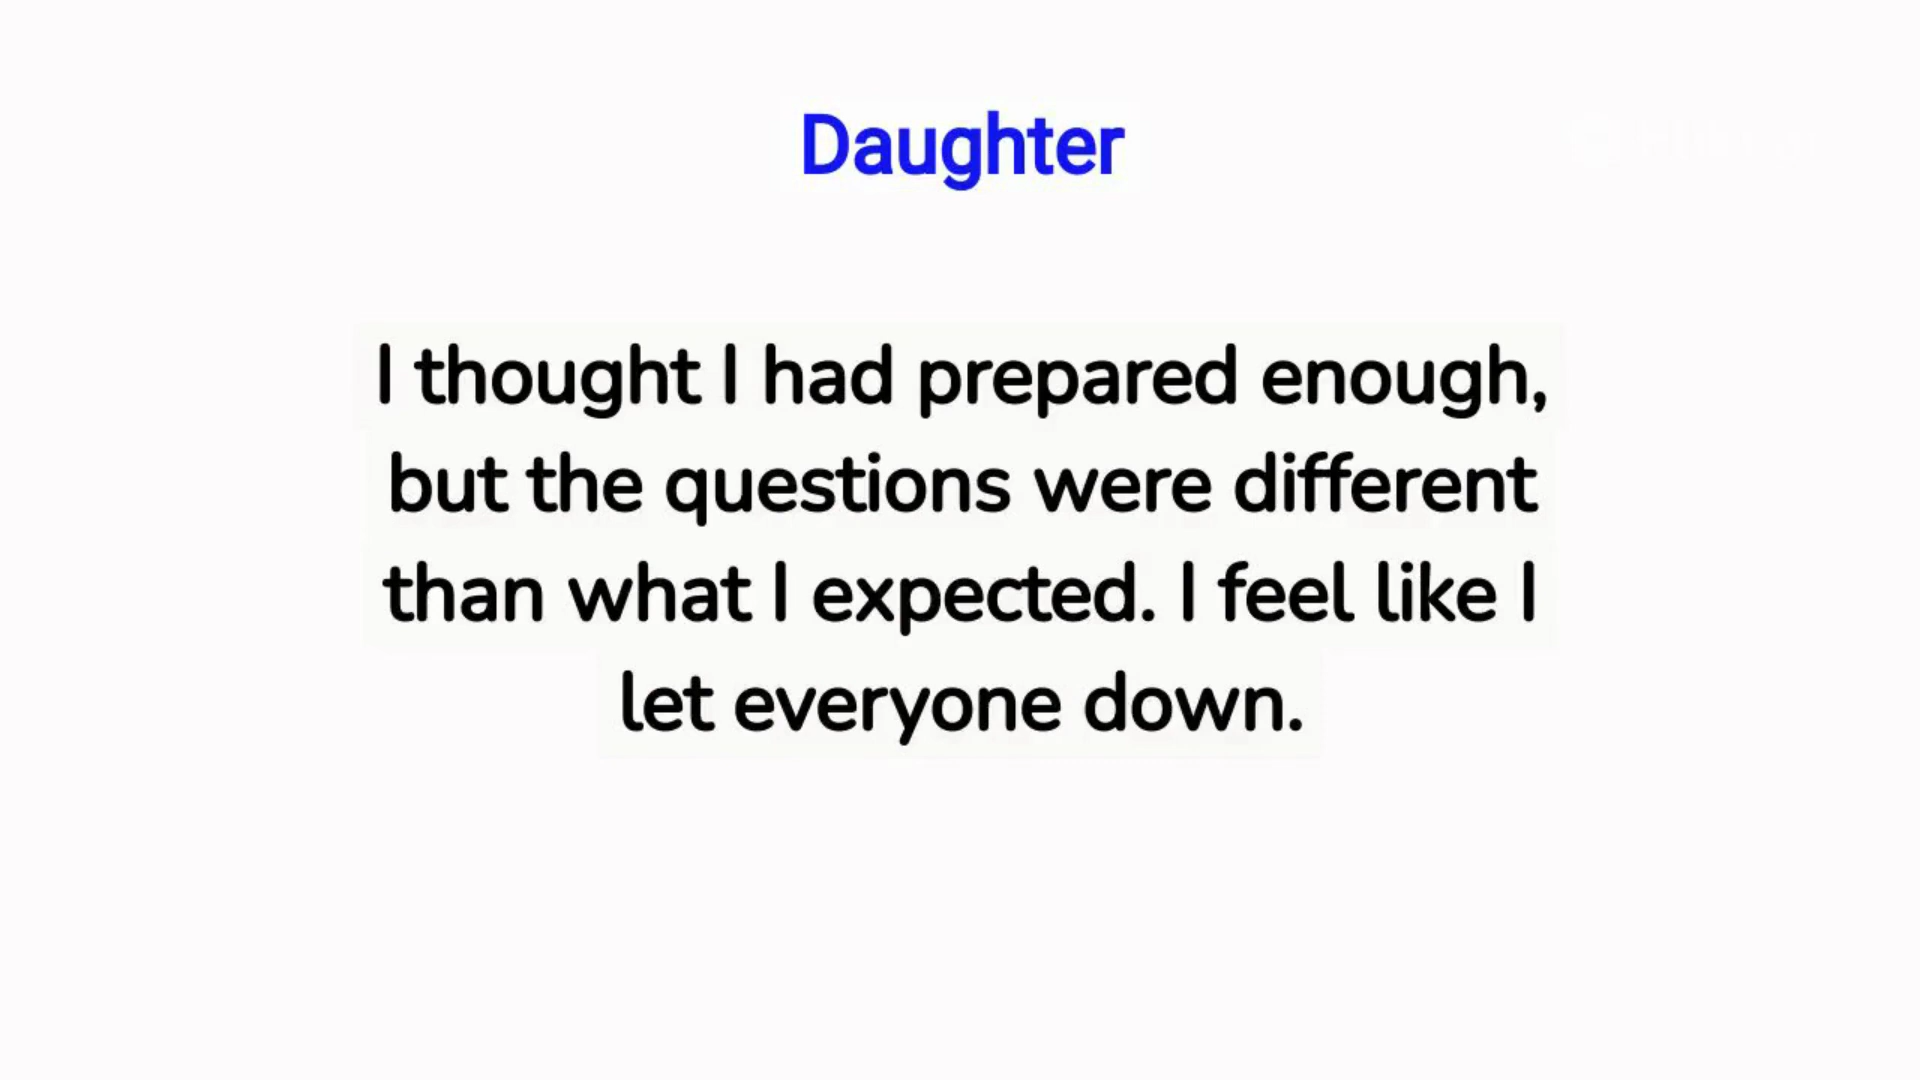 Daughter
I thought I had prepared enough,
but the questions were different
than what I expected. I feel like I
let everyone down.